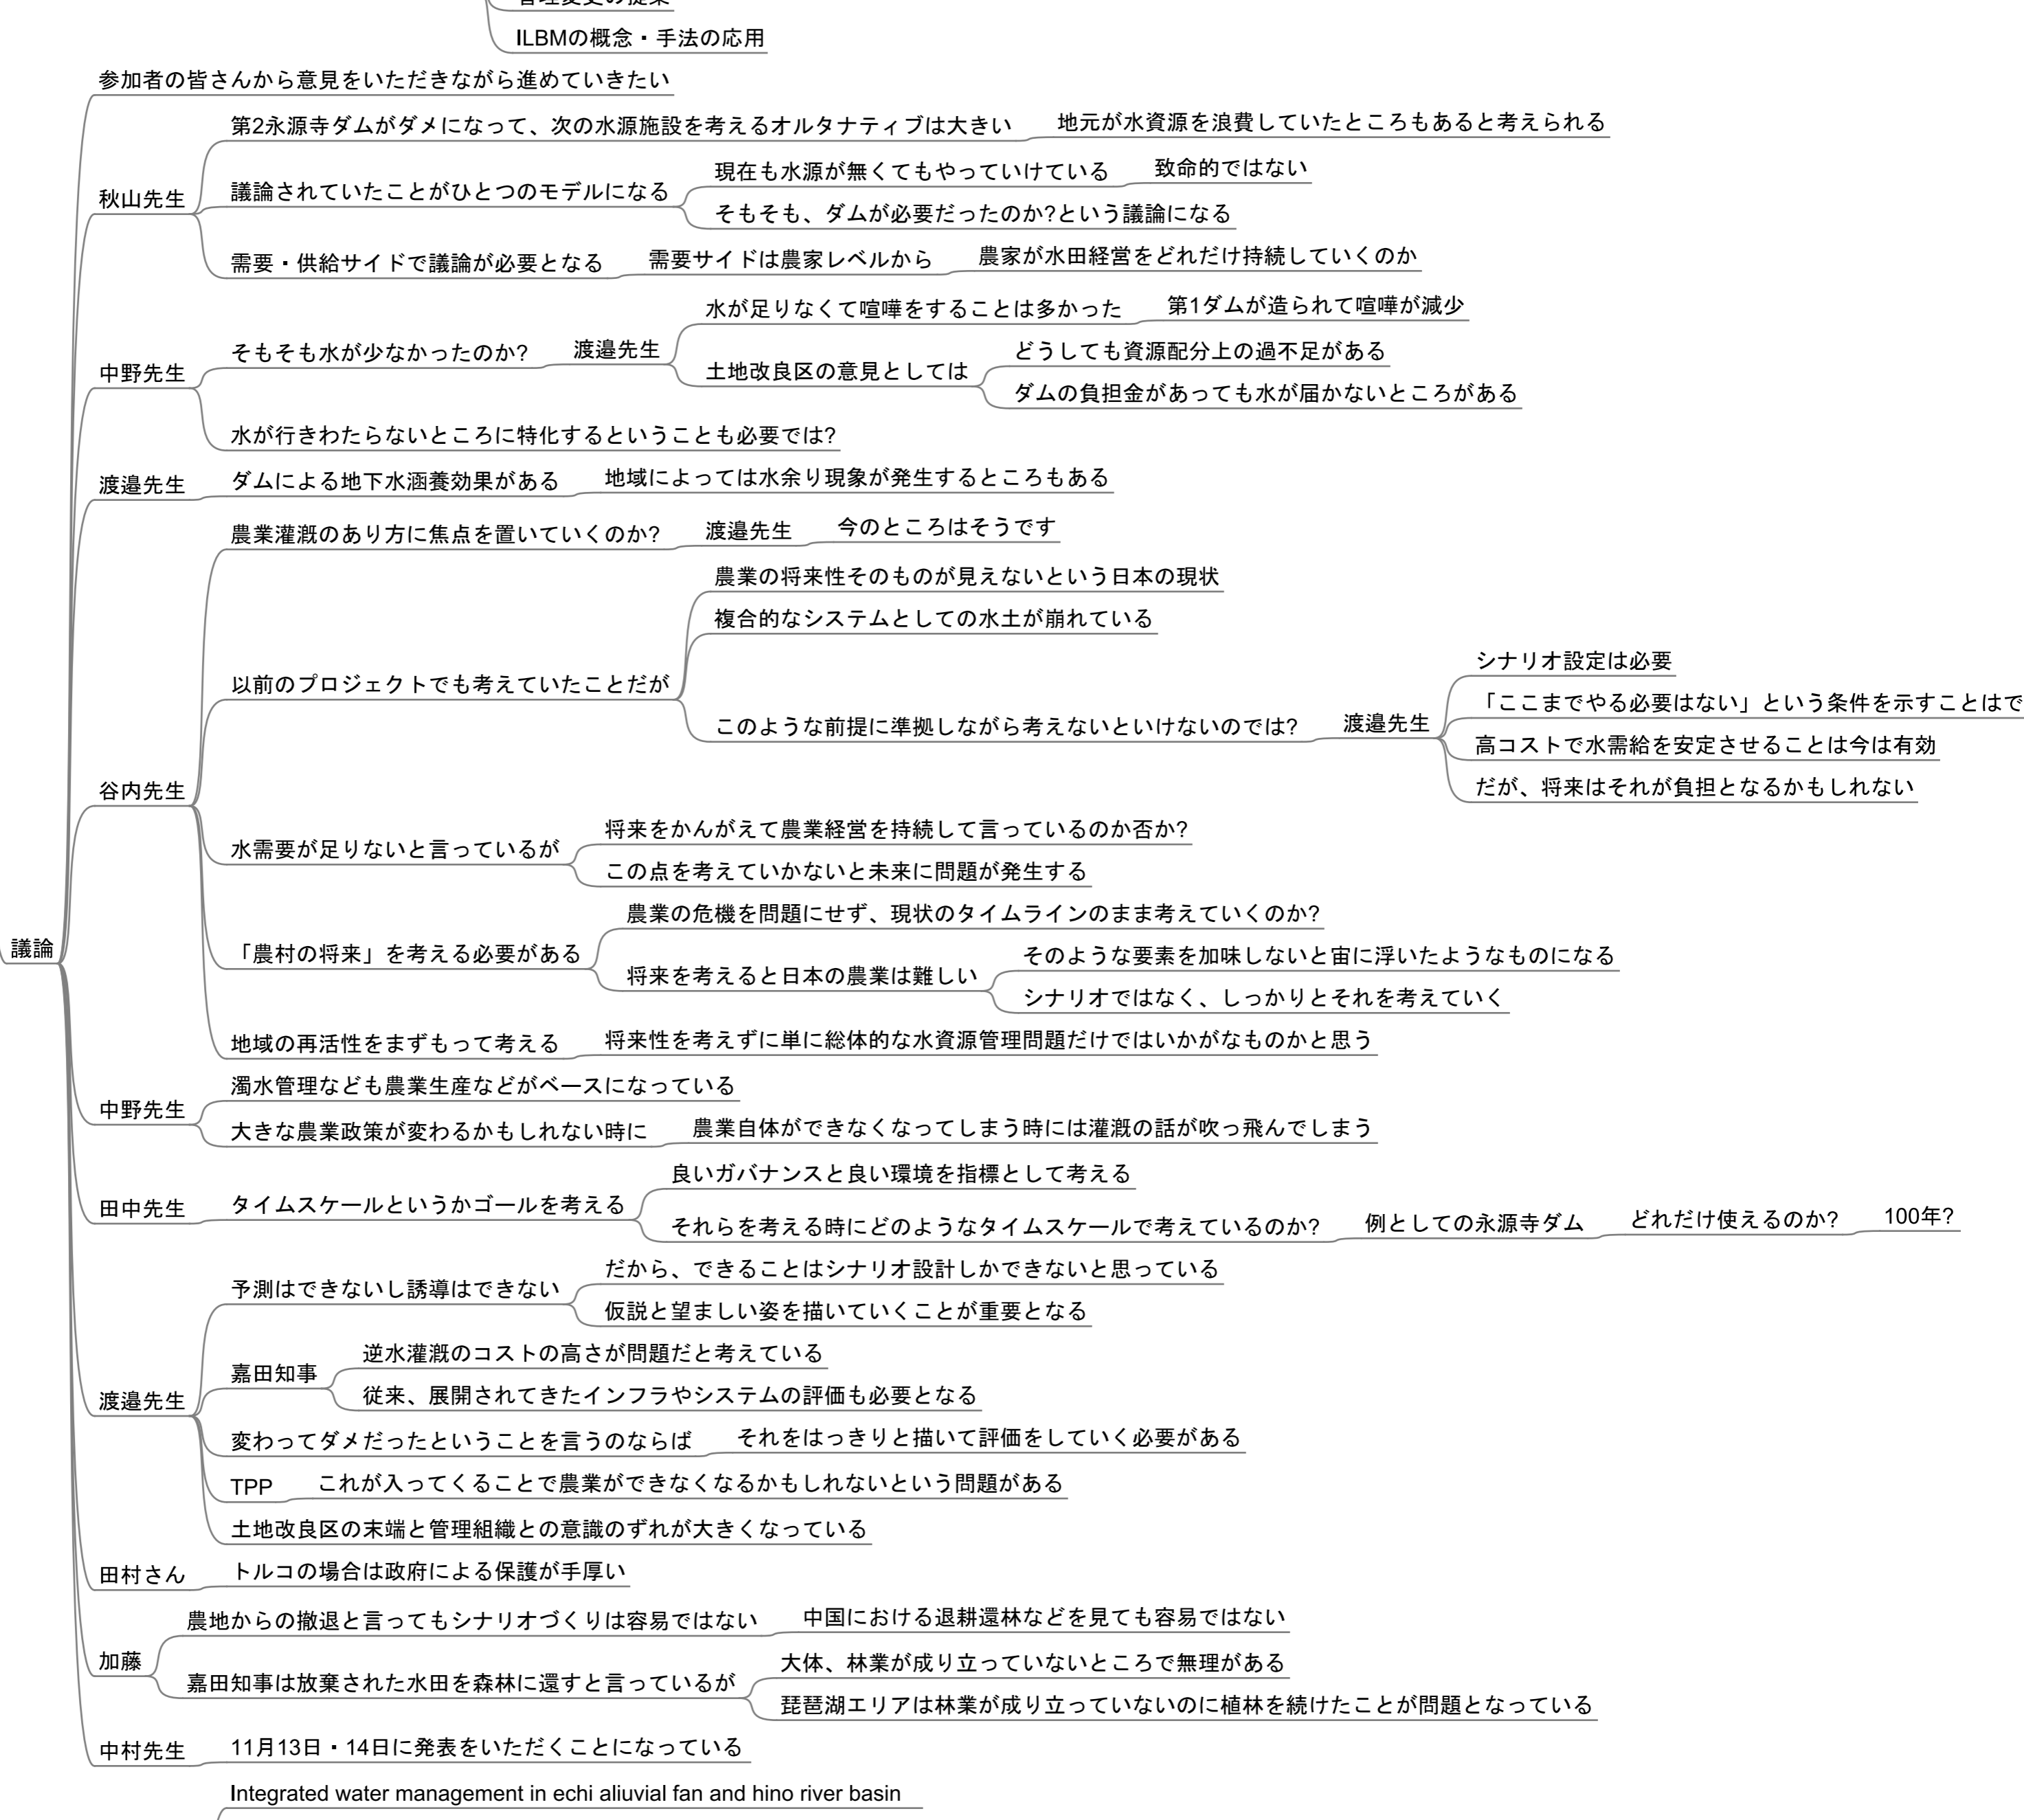 ILBMの概念・手法の応用
参加者の皆さんから意見をいただきながら進めていきたい
秋山先生
第2永源寺ダムがダメになって、次の水源施設を考えるオルタナティブは大きい
地元が水資源を浪費していたところもあると考えられる
議論されていたことがひとつのモデルになる
現在も水源が無くてもやっていけている
致命的ではない
そもそも、ダムが必要だったのか?という議論になる
需要・供給サイドで議論が必要となる
需要サイドは農家レベルから
農家が水田経営をどれだけ持続していくのか
中野先生
そもそも水が少なかったのか?
渡邉先生
水が足りなくて喧嘩をすることは多かった
第1ダムが造られて喧嘩が減少
土地改良区の意見としては
どうしても資源配分上の過不足がある
ダムの負担金があっても水が届かないところがある
水が行きわたらないところに特化するということも必要では?
渡邉先生
ダムによる地下水涵養効果がある
地域によっては水余り現象が発生するところもある
議論
谷内先生
農業灌漑のあり方に焦点を置いていくのか?
渡邉先生
今のところはそうです
以前のプロジェクトでも考えていたことだが
農業の将来性そのものが見えないという日本の現状
複合的なシステムとしての水土が崩れている
このような前提に準拠しながら考えないといけないのでは?
渡邉先生
シナリオ設定は必要
「ここまでやる必要はない」という条件を示すことはで
高コストで水需給を安定させることは今は有効
だが、将来はそれが負担となるかもしれない
水需要が足りないと言っているが
将来をかんがえて農業経営を持続して言っているのか否か?
この点を考えていかないと未来に問題が発生する
「農村の将来」を考える必要がある
農業の危機を問題にせず、現状のタイムラインのまま考えていくのか?
将来を考えると日本の農業は難しい
そのような要素を加味しないと宙に浮いたようなものになる
シナリオではなく、しっかりとそれを考えていく
地域の再活性をまずもって考える
将来性を考えずに単に総体的な水資源管理問題だけではいかがなものかと思う
中野先生
濁水管理なども農業生産などがベースになっている
大きな農業政策が変わるかもしれない時に
農業自体ができなくなってしまう時には灌漑の話が吹っ飛んでしまう
田中先生
タイムスケールというかゴールを考える
良いガバナンスと良い環境を指標として考える
それらを考える時にどのようなタイムスケールで考えているのか?
例としての永源寺ダム
どれだけ使えるのか?
100年?
渡邉先生
予測はできないし誘導はできない
だから、できることはシナリオ設計しかできないと思っている
仮説と望ましい姿を描いていくことが重要となる
嘉田知事
逆水灌漑のコストの高さが問題だと考えている
従来、展開されてきたインフラやシステムの評価も必要となる
変わってダメだったということを言うのならば
それをはっきりと描いて評価をしていく必要がある
TPP
これが入ってくることで農業ができなくなるかもしれないという問題がある
土地改良区の末端と管理組織との意識のずれが大きくなっている
田村さん
トルコの場合は政府による保護が手厚い
加藤
農地からの撤退と言ってもシナリオづくりは容易ではない
中国における退耕還林などを見ても容易ではない
嘉田知事は放棄された水田を森林に還すと言っているが
大体、林業が成り立っていないところで無理がある
琵琶湖エリアは林業が成り立っていないのに植林を続けたことが問題となっている
中村先生
11月13日・14日に発表をいただくことになっている
Integrated water management in echi aliuvial fan and hino river basin